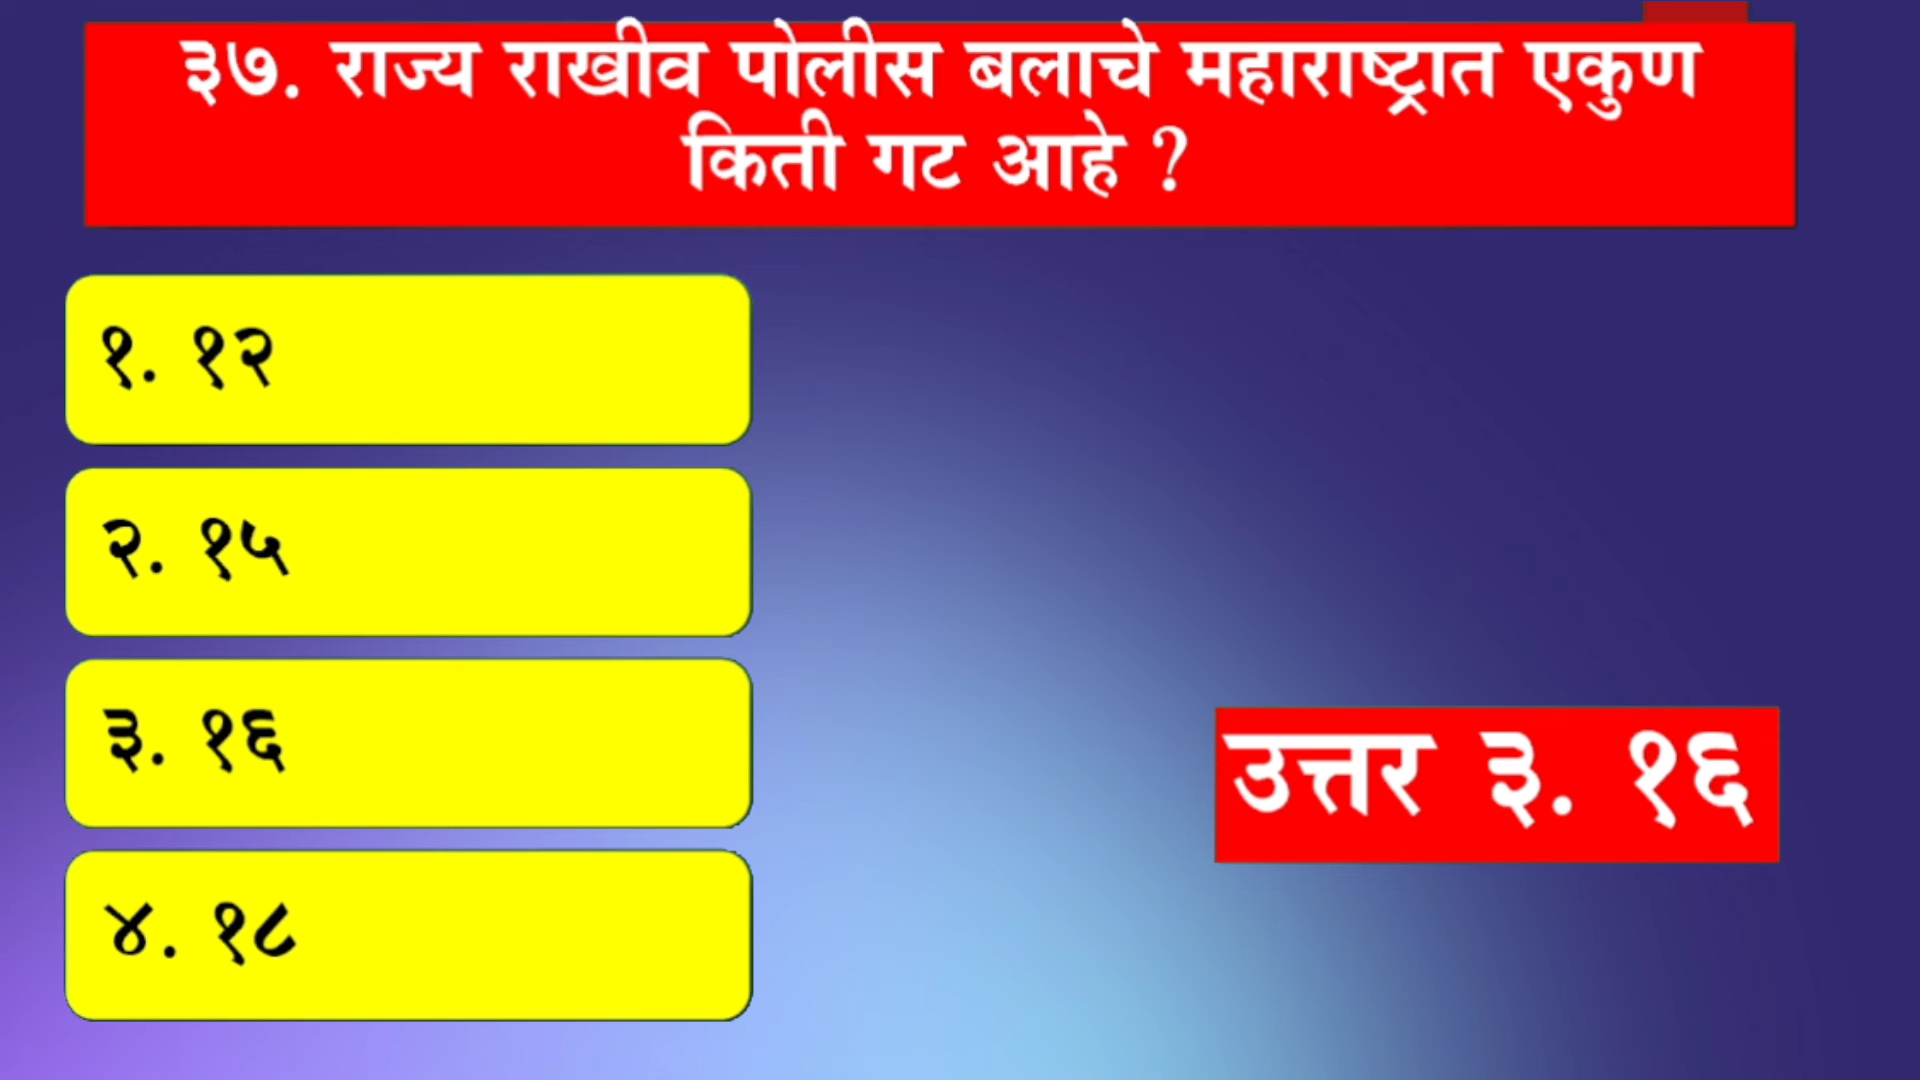 ३७. राज्य राखीव पोलीस बलाचे महाराष्ट्रात एकुण
किती गट आहे ?
१. १२
२. १५
३. १६
४. १८
उत्तर ३. १६